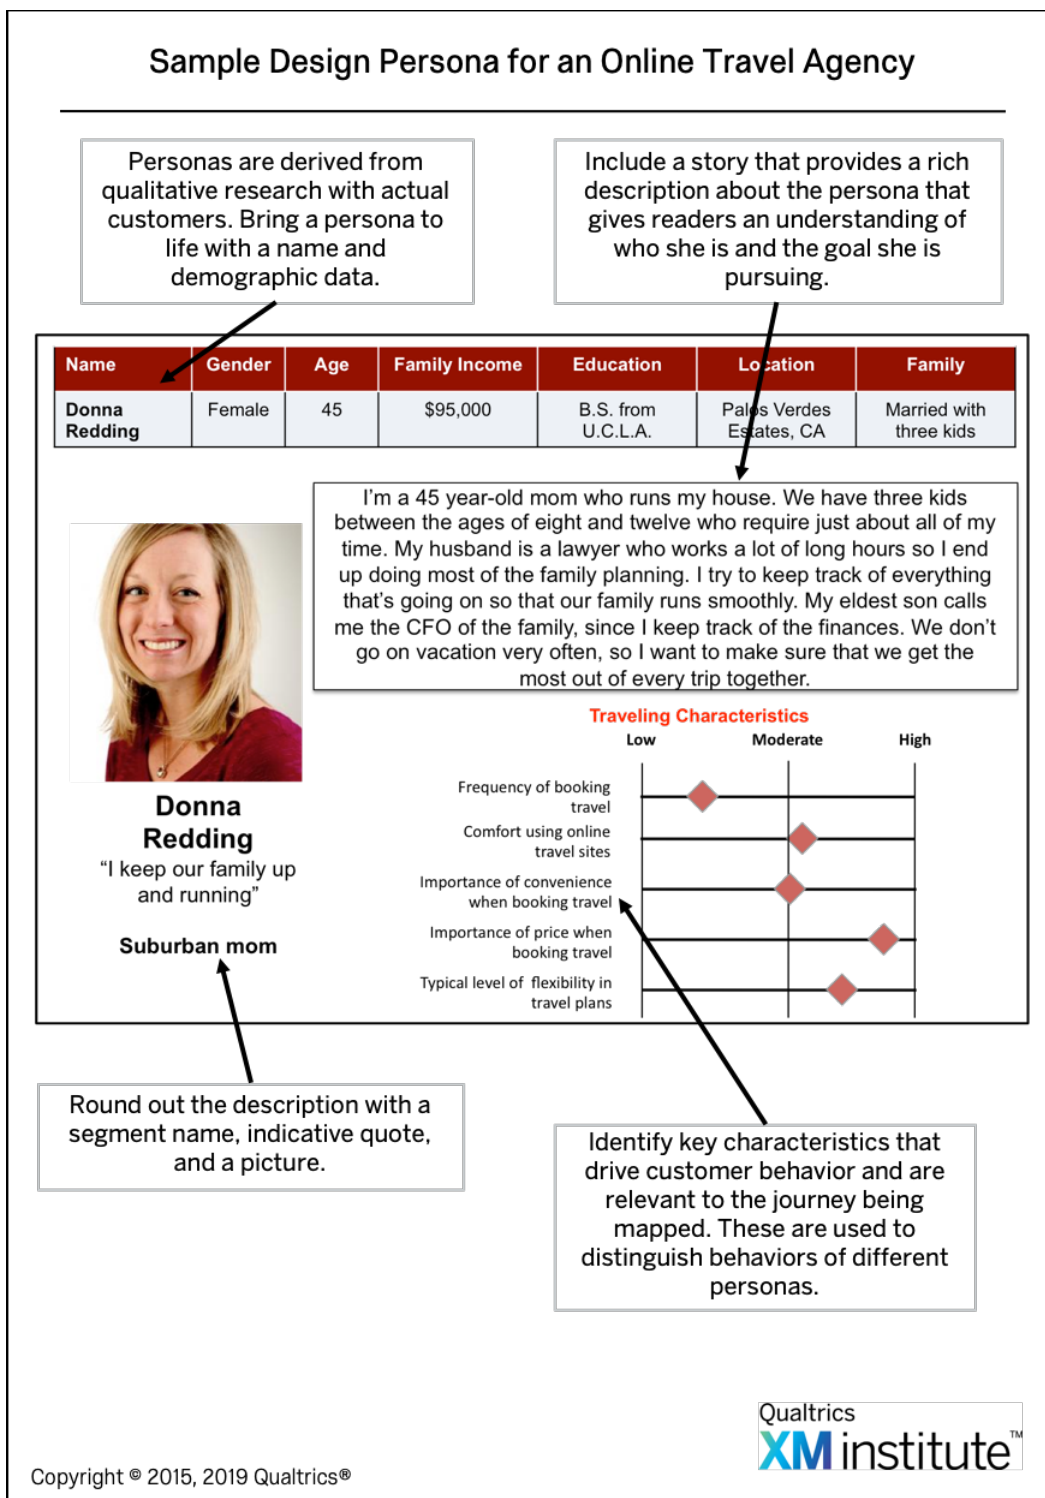 Sample Design Persona for an Online Travel Agency
Personas are derived from
qualitative research with actual
customers. Bring a persona to
life with a name and
demographic data.
Include a story that provides a rich
description about the persona that
gives readers an understanding of
who she is and the goal she is
pursuing.
Name Gender Age Family Income Education Location Family
Donna Female 45 $95,000 B.S. from Palos Verdes Married with
Redding U.C.L.A. Estates, CA three kids
I'm a 45 year-old mom who runs my house. We have three kids
between the ages of eight and twelve who require just about all of my
time. My husband is a lawyer who works a lot of long hours so I end
up doing most of the family planning. I try to keep track of everything
that's going on so that our family runs smoothly. My eldest son calls
me the CFO of the family, since I keep track of the finances. We don't
go on vacation very often, so I want to make sure that we get the
most out of every trip together.
Donna
Redding
“I keep our family up
and running”
Suburban mom
Traveling Characteristics
Low Moderate High
Frequency of booking
travel
Comfort using online
travel sites
Importance of convenience
when booking travel
Importance of price when
booking travel
Typical level of flexibility in
travel plans
Round out the description with a
segment name, indicative quote,
and a picture.
Identify key characteristics that
drive customer behavior and are
relevant to the journey being
mapped. These are used to
distinguish behaviors of different
personas.
Qualtrics
XM institute™
Copyright © 2015, 2019 Qualtrics®